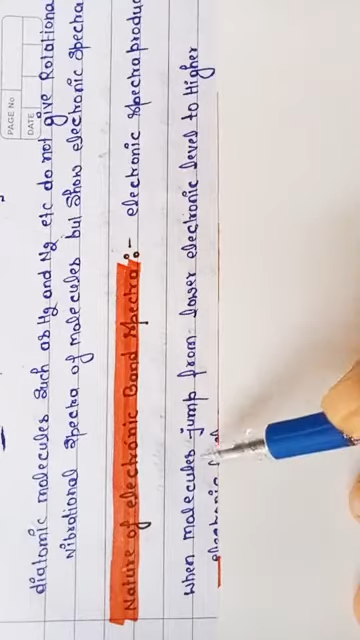 PAGE NO
DATE
diatomic molecules such as H2 and N2 etc do not give Rotationa
Vibrational spectra of molecules but show electronic spectra
Nature of electronic Band spectra:- electronic spectra produc
when molecules jump from lower electronic level to Higher